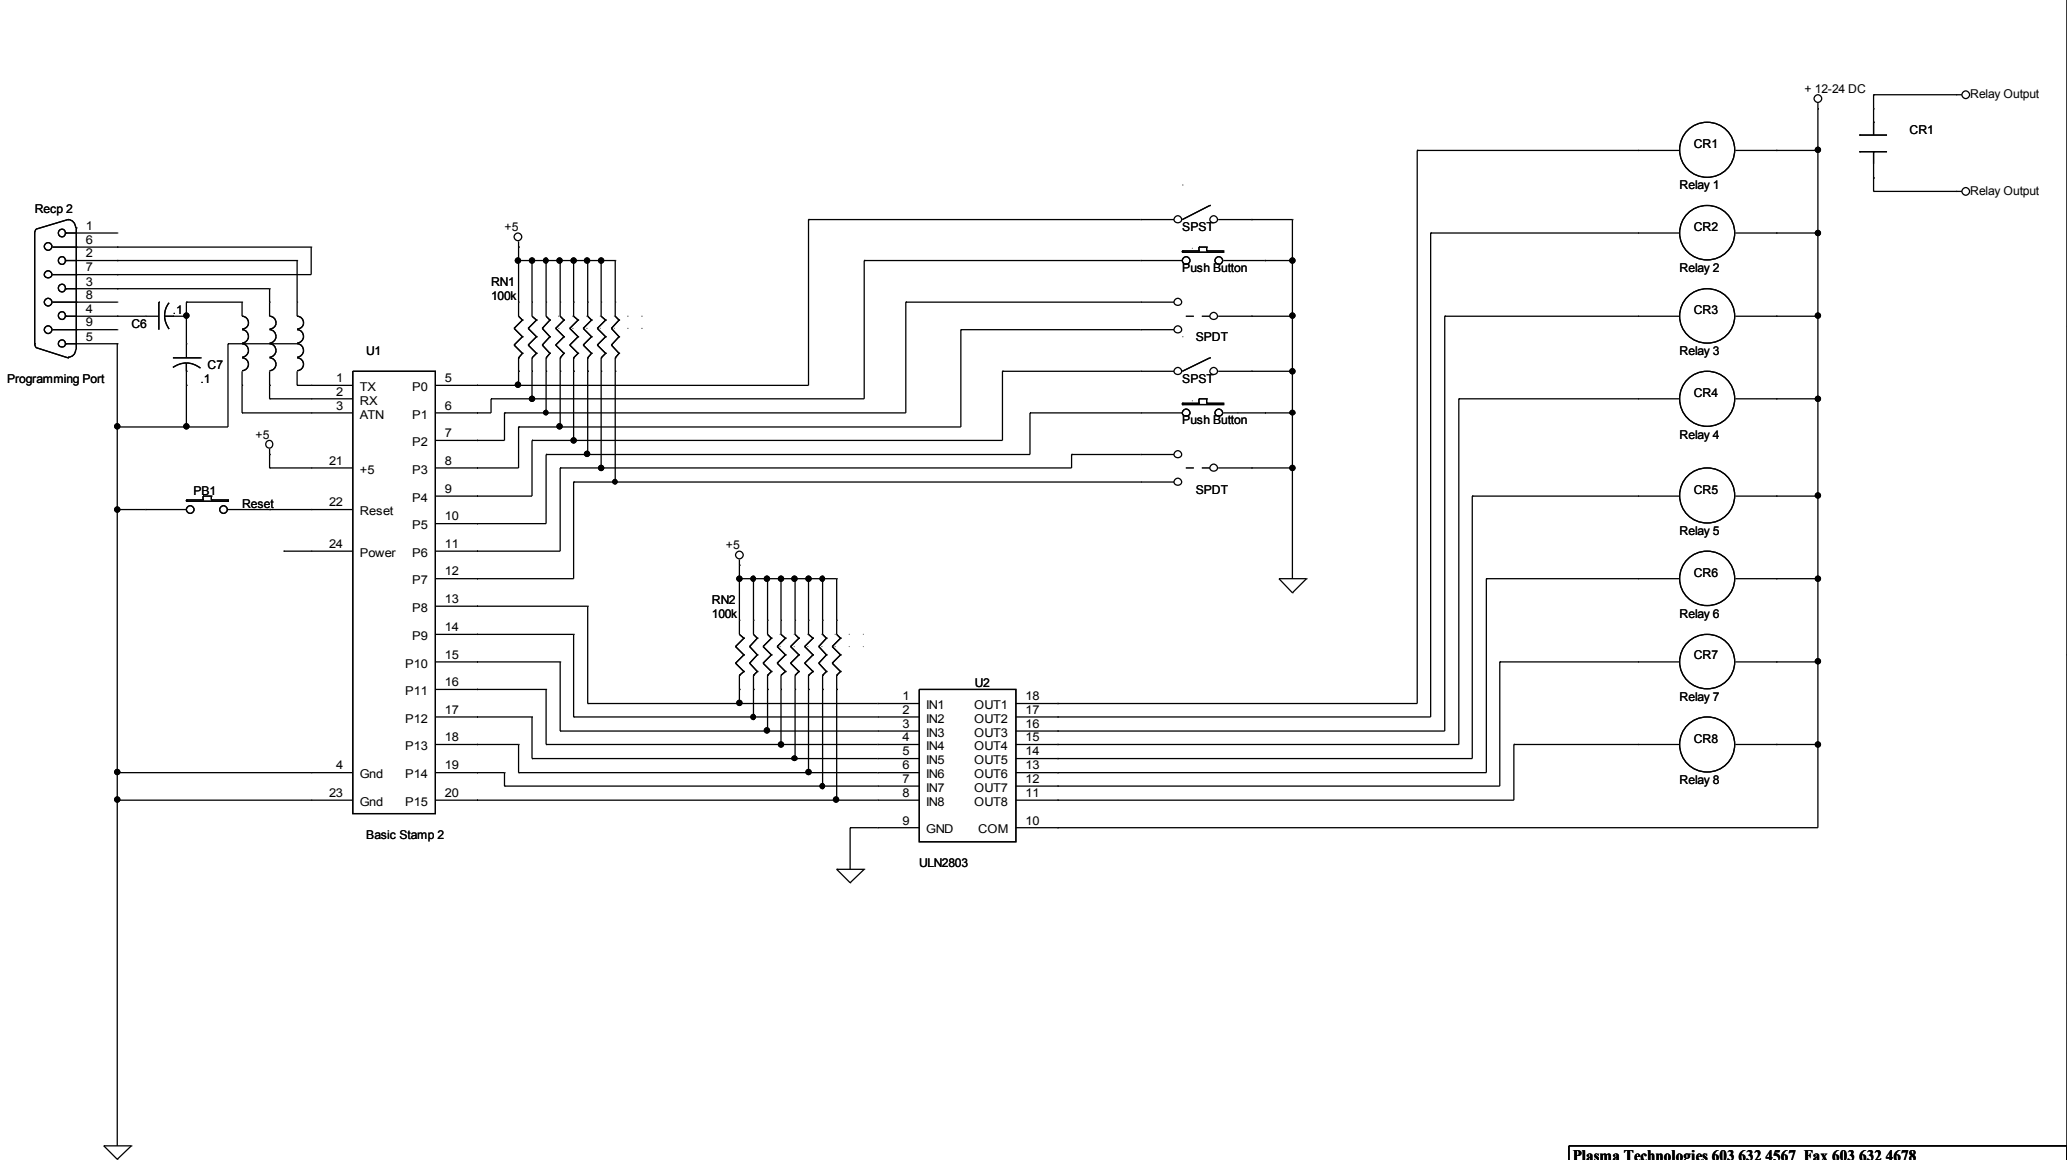 + 12-24 DC
Relay Output
CR1
Relay Output
CR1
Relay 1
CR2
Relay 2
CR3
Relay 3
CR4
Relay 4
CR5
Relay 5
CR6
Relay 6
CR7
Relay 7
CR8
Relay 8
Recp 2
1
6
2
7
3
8
4
9
5
Programming Port
C6
.1
C7
.1
+5
PB1
Reset
U1
1
2
3
21
22
24
4
23
TX
RX
ATN
+5
Reset
Power
Gnd
Gnd
P0
P1
P2
P3
P4
P5
P6
P7
P8
P9
P10
P11
P12
P13
P14
P15
5
6
7
8
9
10
11
12
13
14
15
16
17
18
19
20
Basic Stamp 2
+5
RN1
100k
SPST
Push Button
SPDT
SPST
Push Button
SPDT
+5
RN2
100k
U2
1
2
3
4
5
6
7
8
9
IN1
IN2
IN3
IN4
IN5
IN6
IN7
IN8
GND
OUT1
OUT2
OUT3
OUT4
OUT5
OUT6
OUT7
OUT8
COM
18
17
16
15
14
13
12
11
10
ULN2803
Plasma Technologies 603 632 4567 Fax 603 632 4678